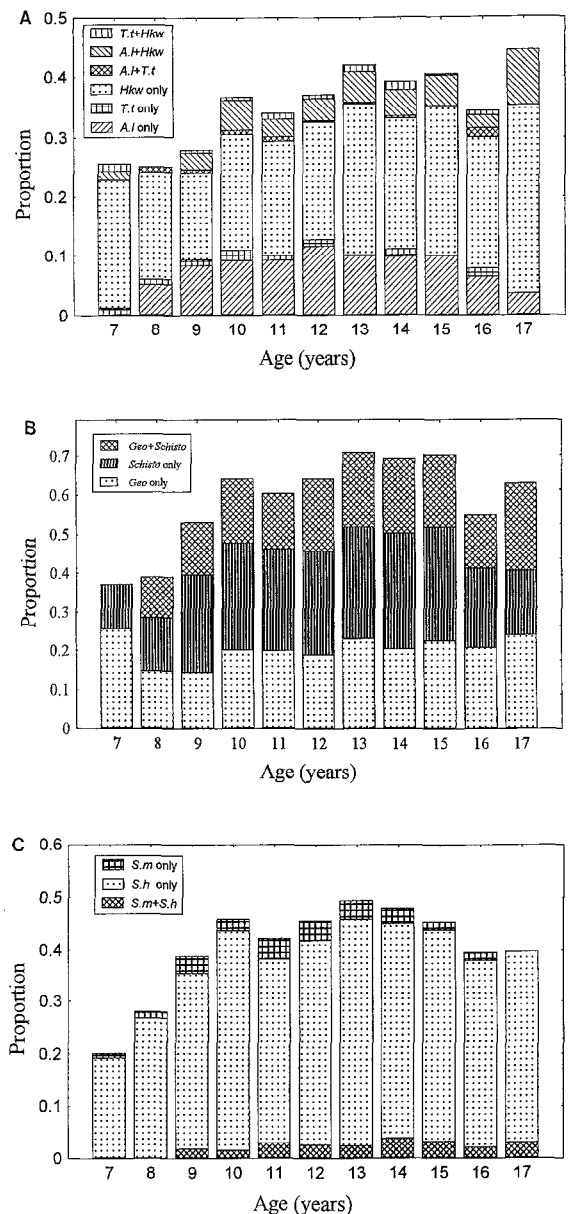 A
0.5
0.4
0.3
0.2
0.1
0
Proportion
T.t+Hkw
A.l+Hkw
A.l+T.t
Hkw only
T.t only
A.l only
7 8 9 10 11 12 13 14 15 16 17
Age (years)
B
0.7
0.6
0.5
0.4
0.3
0.2
0.1
0
Proportion
Geo+Schisto
Schisto only
Geo only
7 8 9 10 11 12 13 14 15 16 17
Age (years)
C
0.6
0.5
0.4
0.3
0.2
0.1
0
Proportion
S.m only
S.h only
S.m+S.h
7 8 9 10 11 12 13 14 15 16 17
Age (years)